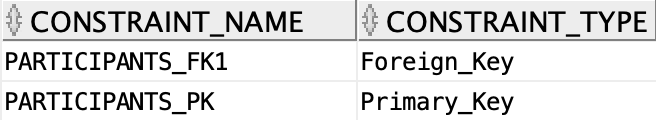 CONSTRAINT_NAME CONSTRAINT_TYPE
PARTICIPANTS_FK1 Foreign_Key
PARTICIPANTS_PK Primary_Key